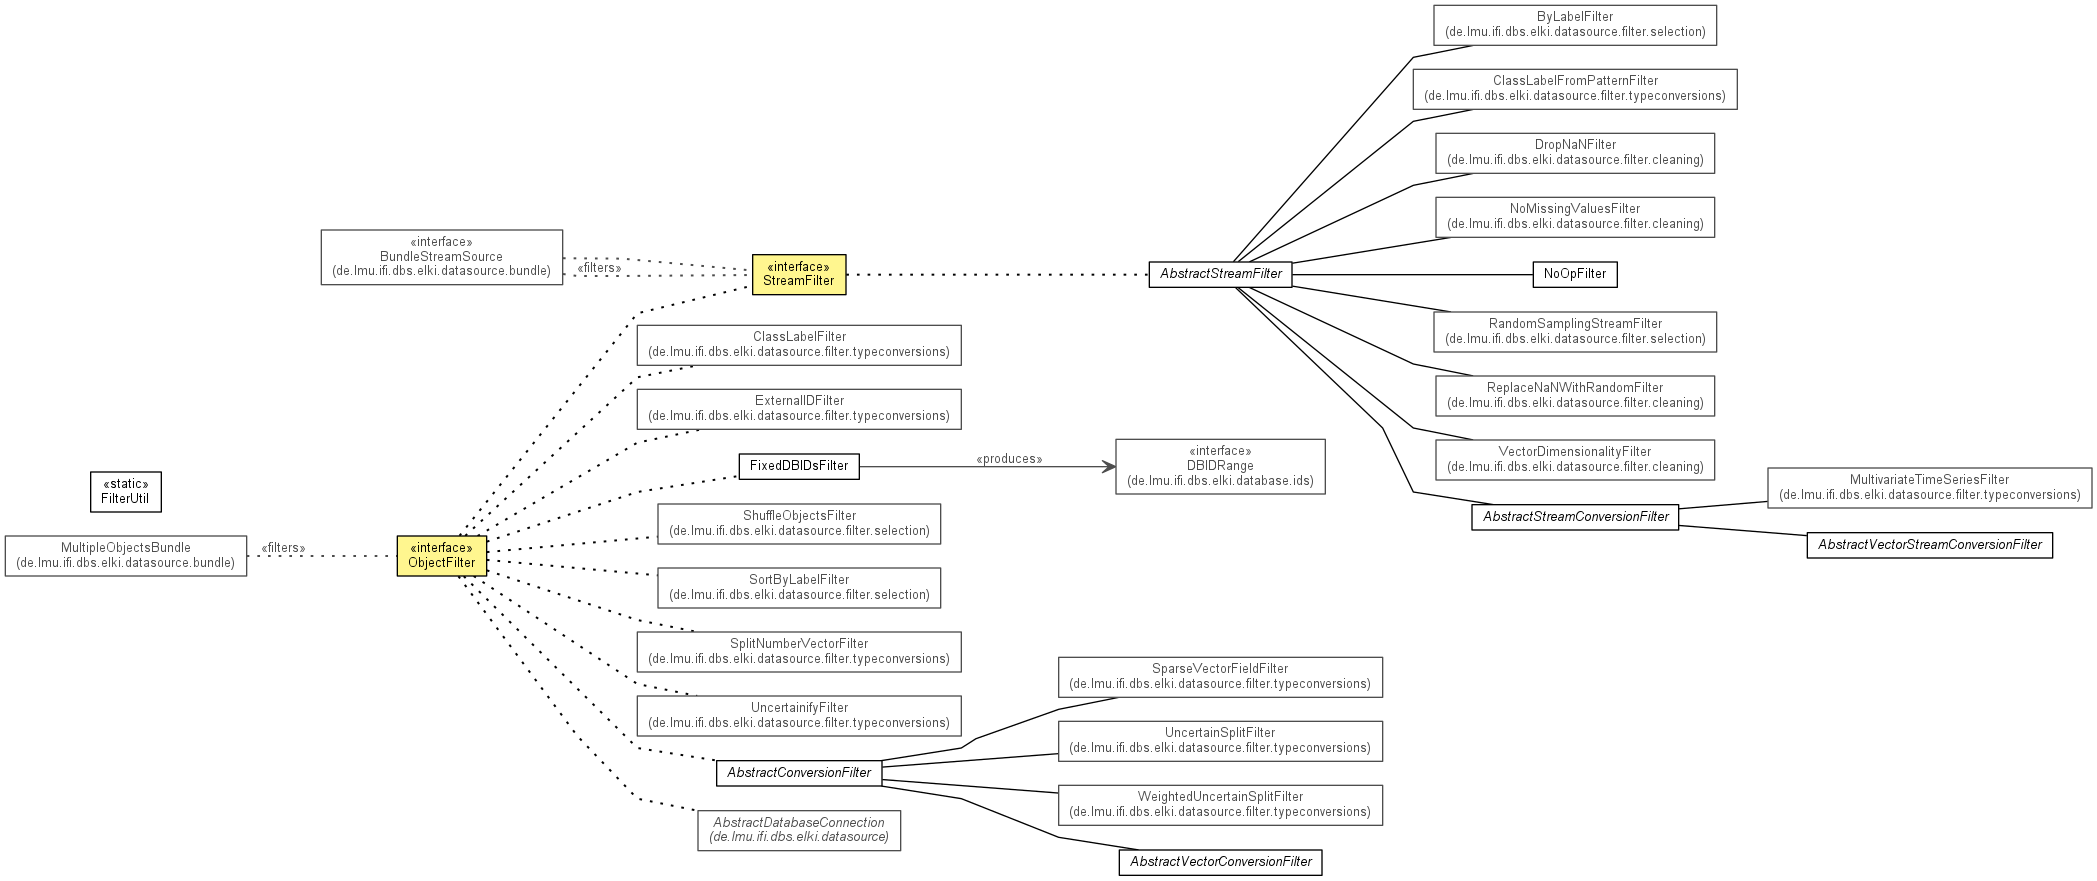 ByLabelFilter
(de.lmu.ifi.dbs.elki.datasource.filter.selection)
ClassLabelFromPatternFilter
(de.lmu.ifi.dbs.elki.datasource.filter.typeconversions)
DropNaNFilter
(de.lmu.ifi.dbs.elki.datasource.filter.cleaning)
NoMissingValuesFilter
(de.lmu.ifi.dbs.elki.datasource.filter.cleaning)
«interface»
BundleStreamSource
(de.lmu.ifi.dbs.elki.datasource.bundle)
«filters»
«interface»
StreamFilter
AbstractStreamFilter
NoOpFilter
RandomSamplingStreamFilter
(de.lmu.ifi.dbs.elki.datasource.filter.selection)
ClassLabelFilter
(de.lmu.ifi.dbs.elki.datasource.filter.typeconversions)
ReplaceNaNWithRandomFilter
(de.lmu.ifi.dbs.elki.datasource.filter.cleaning)
ExternalIDFilter
(de.lmu.ifi.dbs.elki.datasource.filter.typeconversions)
VectorDimensionalityFilter
(de.lmu.ifi.dbs.elki.datasource.filter.cleaning)
FixedDBIDsFilter
«produces»
«interface»
DBIDRange
(de.lmu.ifi.dbs.elki.database.ids)
MultivariateTimeSeriesFilter
(de.lmu.ifi.dbs.elki.datasource.filter.typeconversions)
«static»
FilterUtil
ShuffleObjectsFilter
(de.lmu.ifi.dbs.elki.datasource.filter.selection)
AbstractStreamConversionFilter
AbstractVectorStreamConversionFilter
MultipleObjectsBundle
(de.lmu.ifi.dbs.elki.datasource.bundle)
«filters»
«interface»
ObjectFilter
SortByLabelFilter
(de.lmu.ifi.dbs.elki.datasource.filter.selection)
SplitNumberVectorFilter
(de.lmu.ifi.dbs.elki.datasource.filter.typeconversions)
SparseVectorFieldFilter
(de.lmu.ifi.dbs.elki.datasource.filter.typeconversions)
UncertainifyFilter
(de.lmu.ifi.dbs.elki.datasource.filter.typeconversions)
UncertainSplitFilter
(de.lmu.ifi.dbs.elki.datasource.filter.typeconversions)
AbstractConversionFilter
WeightedUncertainSplitFilter
(de.lmu.ifi.dbs.elki.datasource.filter.typeconversions)
AbstractDatabaseConnection
(de.lmu.ifi.dbs.elki.datasource)
AbstractVectorConversionFilter